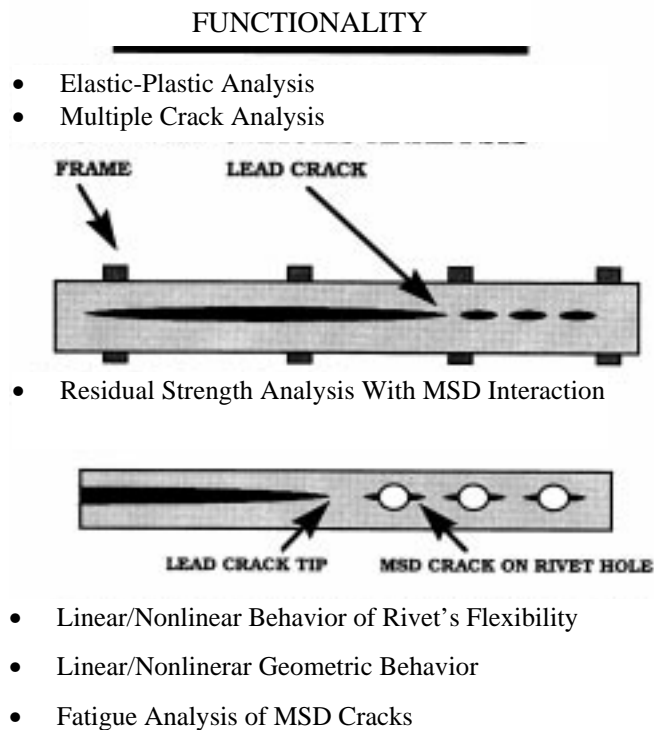 FUNCTIONALITY
• Elastic-Plastic Analysis
• Multiple Crack Analysis
FRAME
LEAD CRACK
• Residual Strength Analysis With MSD Interaction
LEAD CRACK TIP
MSD CRACK ON RIVET HOLE
• Linear/Nonlinear Behavior of Rivet's Flexibility
• Linear/Nonlinerar Geometric Behavior
• Fatigue Analysis of MSD Cracks